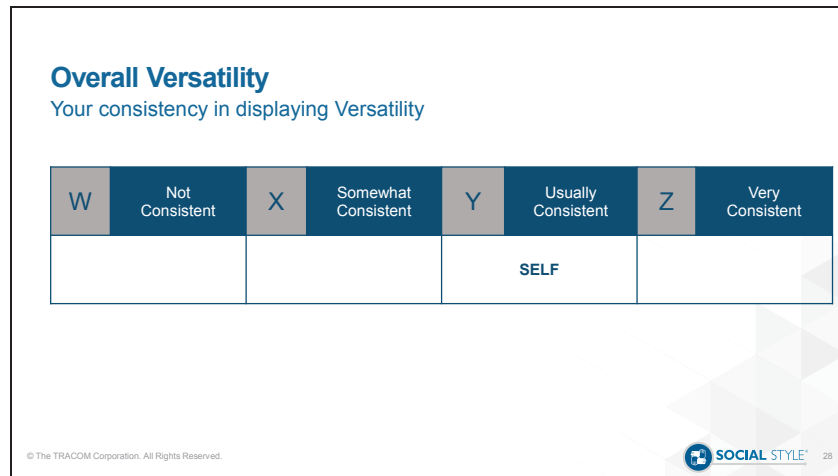 Overall Versatility
Your consistency in displaying Versatility
W
Not
Consistent
X
Somewhat
Consistent
Y
Usually
Consistent
Z
Very
Consistent
SELF
© The TRACOM Corporation. All Rights Reserved.
SOCIAL STYLE®
28